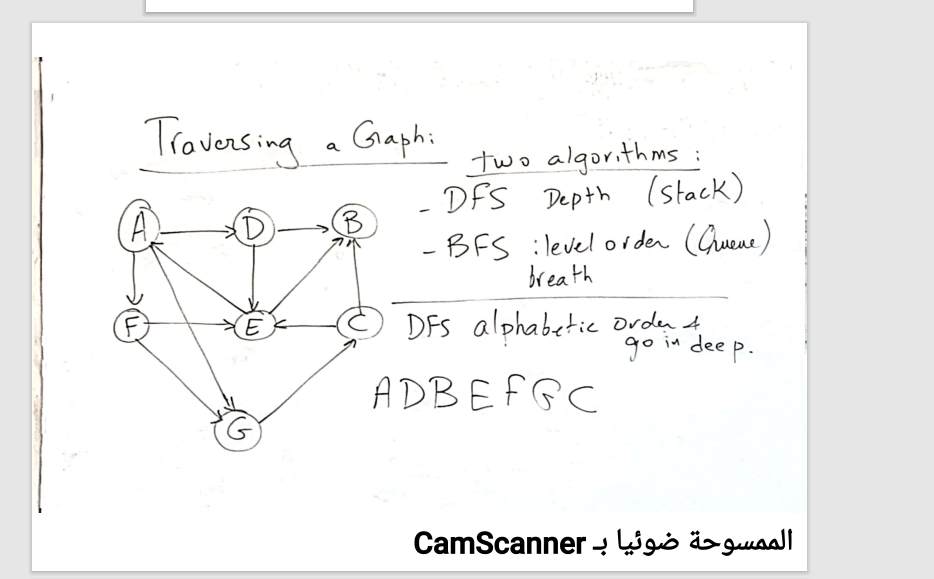 Traversing a Graph:
two algorithms :
- DFS Depth (stack)
- BFS : level order (Queue)
breath
A D B
F E C
G
DFS alphabetic order &
go in deep.
A D B E F G C
الممسوحة ضوئيا بـ CamScanner